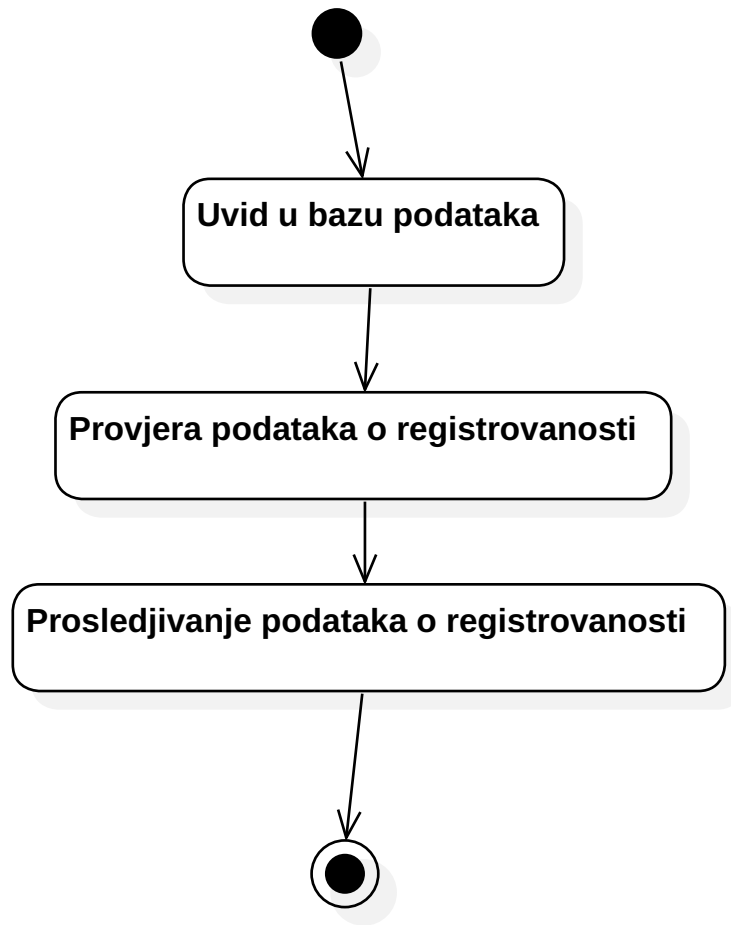 Uvid u bazu podataka
Provjera podataka o registrovanosti
Prosledjivanje podataka o registrovanosti